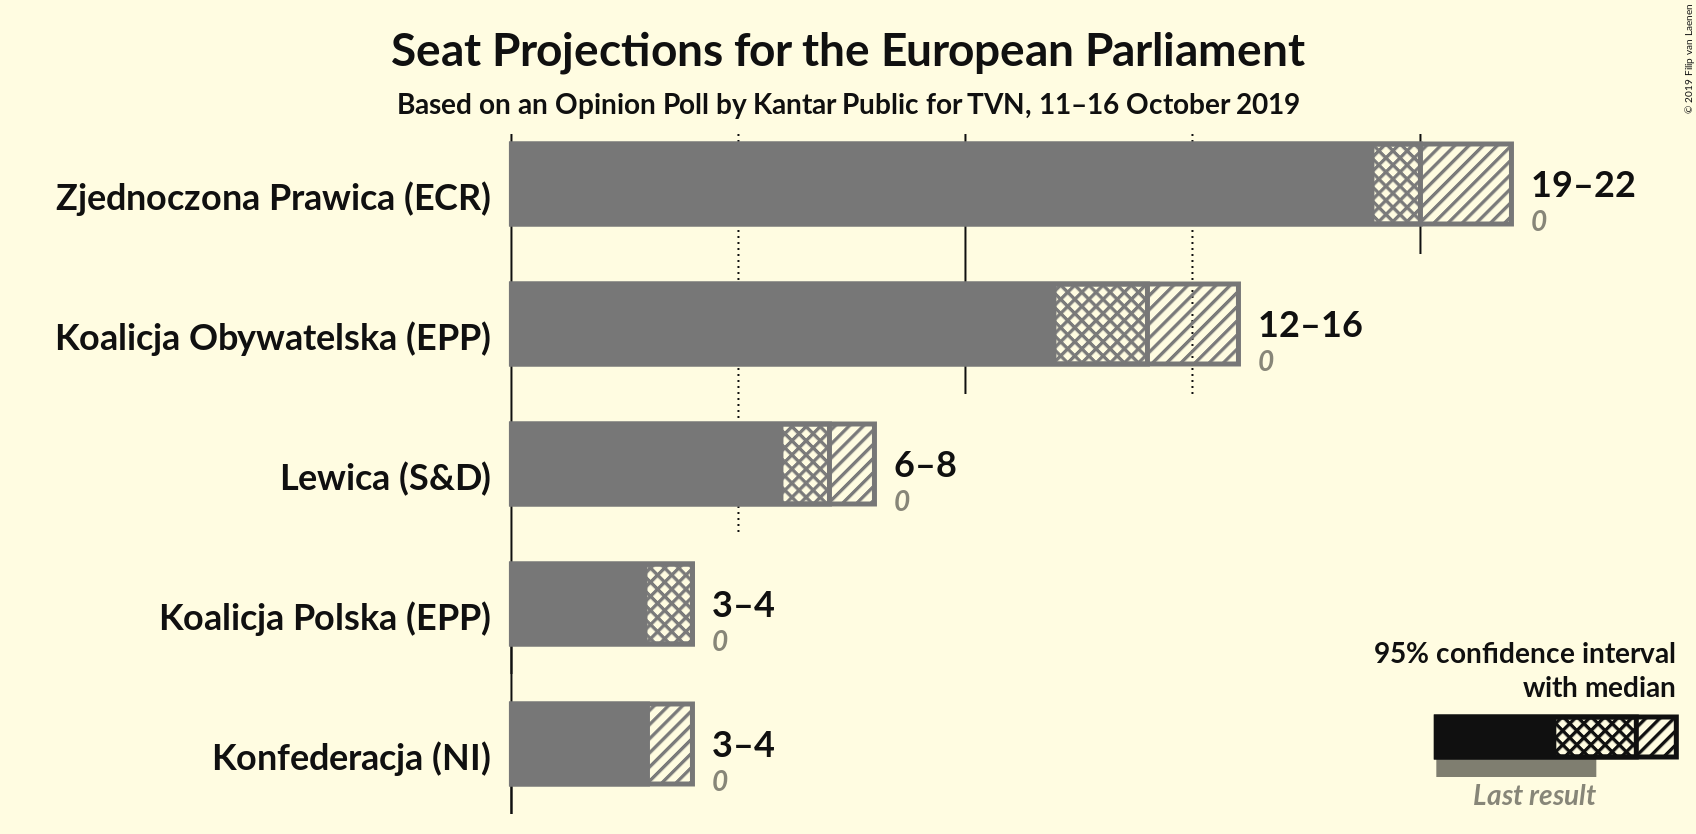 Seat Projections for the European Parliament
Based on an Opinion Poll by Kantar Public for TVN, 11–16 October 2019
© 2019 Filip van Laenen
Zjednoczona Prawica (ECR)
19–22
0
Koalicja Obywatelska (EPP)
12–16
0
Lewica (S&D)
6–8
0
Koalicja Polska (EPP)
3–4
0
Konfederacja (NI)
3–4
0
95% confidence interval
with median
Last result